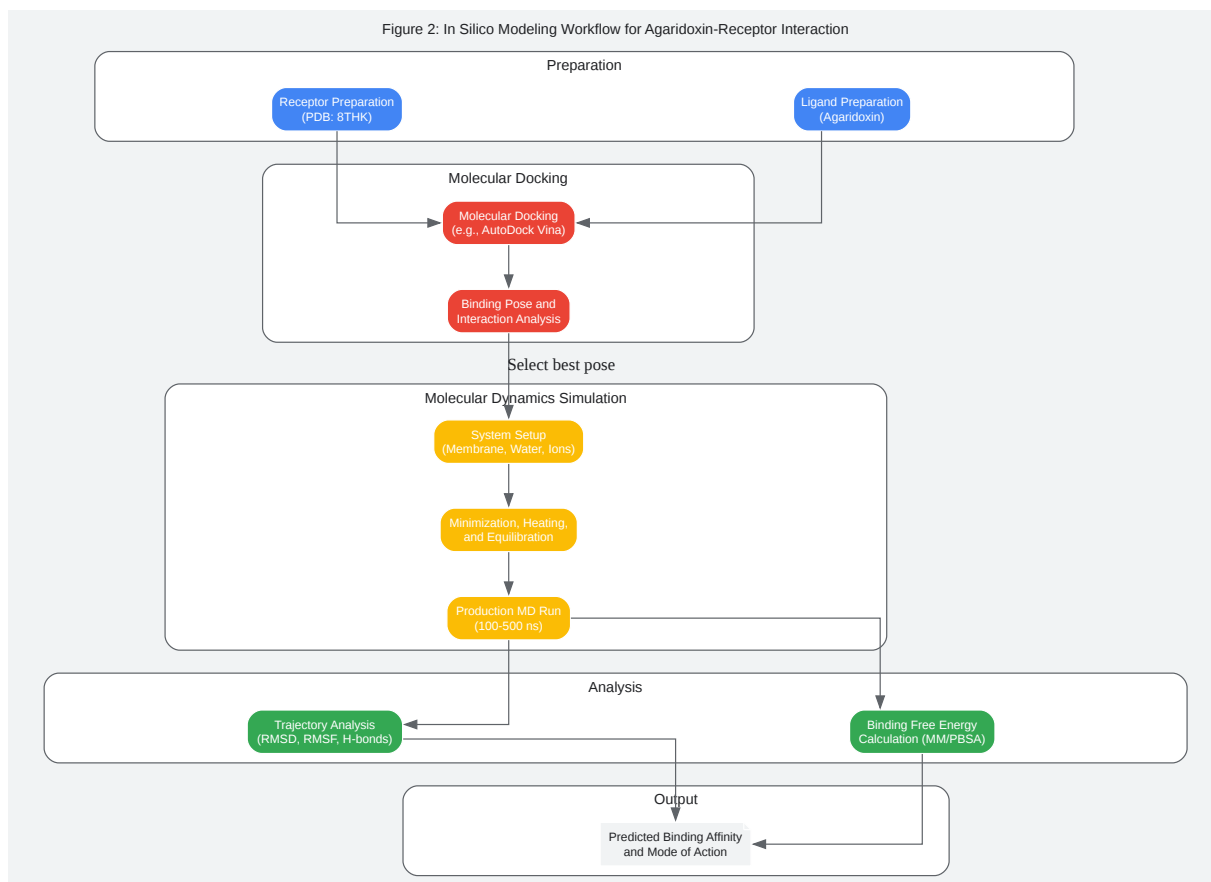 Figure 2: In Silico Modeling Workflow for Agaridoxin-Receptor Interaction
Preparation
Receptor Preparation
(PDB: 8THK)
Ligand Preparation
(Agaridoxin)
Molecular Docking
Molecular Docking
(e.g., AutoDock Vina)
Binding Pose and
Interaction Analysis
Select best pose
Molecular Dynamics Simulation
System Setup
(Membrane, Water, Ions)
Minimization, Heating,
and Equilibration
Production MD Run
(100-500 ns)
Analysis
Trajectory Analysis
(RMSD, RMSF, H-bonds)
Binding Free Energy
Calculation (MM/PBSA)
Output
Predicted Binding Affinity
and Mode of Action